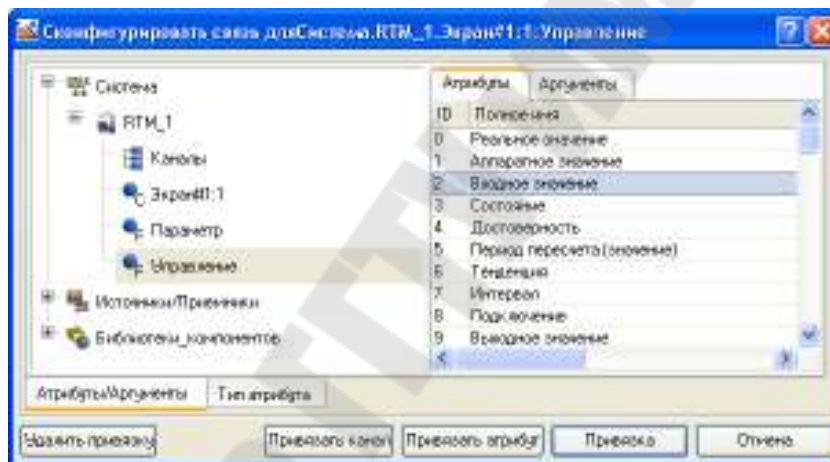 Сконфигурировать связь дляСистема.RTM_1.Экран#1:1.Управление
Система
RTM_1
Каналы
Экран#1:1
Параметр
Управление
Источники/Приемники
Библиотеки_компонентов
Атрибуты Аргументы
ID Полное имя
0 Реальное значение
1 Аппаратное значение
2 Входное значение
3 Состояние
4 Достоверность
5 Период пересчета (значение)
6 Тенденция
7 Интервал
8 Подключение
9 Выходное значение
Атрибуты/Аргументы Тип атрибута
Удалить привязку Привязать канал Привязать атрибут Привязка Отмена